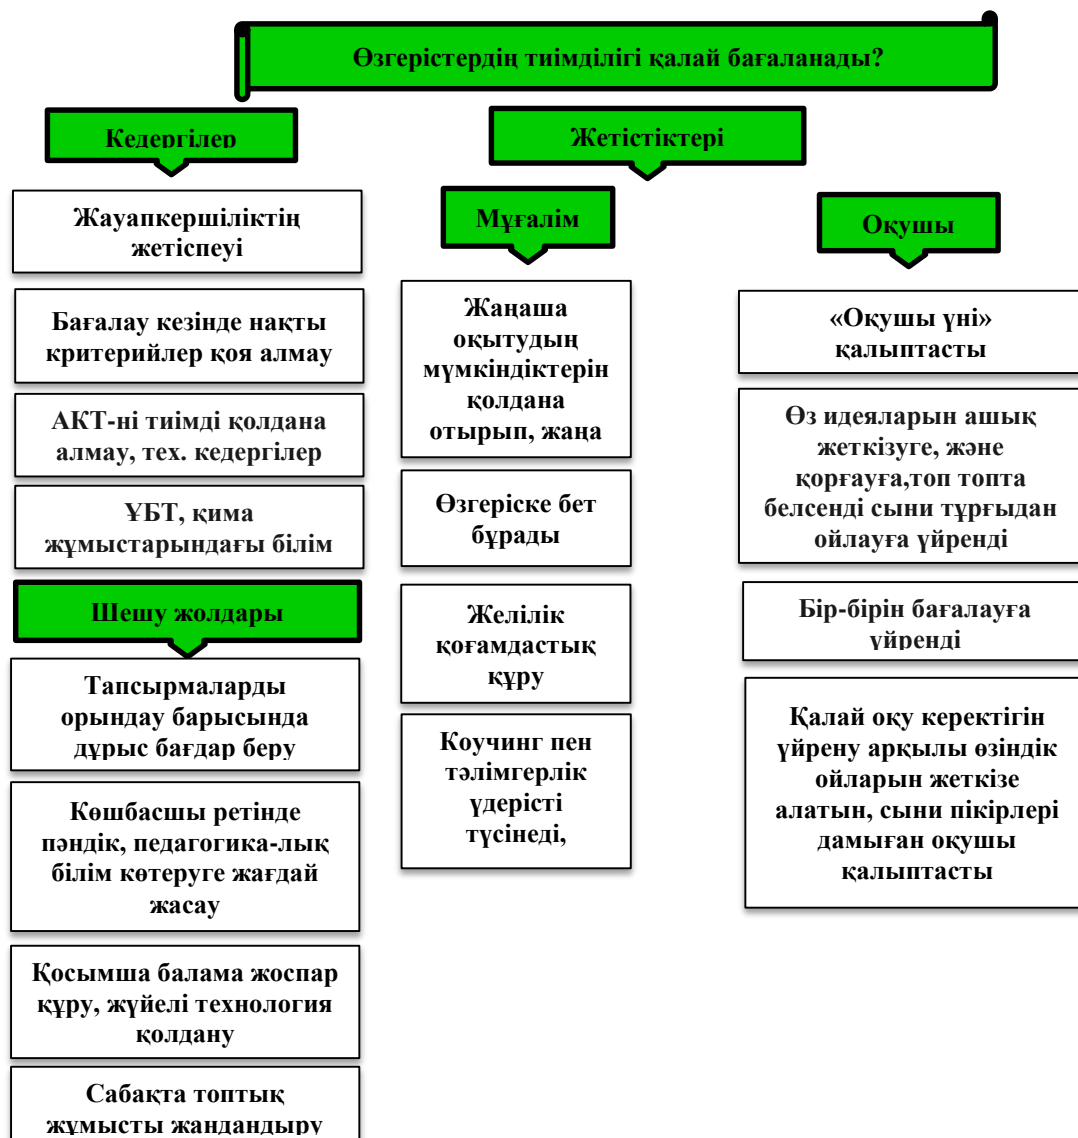 Өзгерістердің тиімділігі қалай бағаланады?
Кедергілер
Жауапкершіліктің
жетіспеуі
Бағалау кезінде нақты
критерийлер қоя алмау
АКТ-ні тиімді қолдана
алмау, тех. кедергілер
ҰБТ, қима
жұмыстарындағы білім
Шешу жолдары
Тапсырмаларды
орындау барысында
дұрыс бағдар беру
Көшбасшы ретінде
пәндік, педагогика-лық
білім көтеруге жағдай
жасау
Қосымша балама жоспар
құру, жүйелі технология
қолдану
Сабақта топтық
жұмысты жандандыру
Жетістіктері
Мұғалім
Жаңаша
оқытудың
мүмкіндіктерін
қолдана
отырып, жаңа
Өзгеріске бет
бұрады
Желілік
қоғамдастық
құру
Коучинг пен
тәлімгерлік
үдерісті
түсінеді,
Оқушы
«Оқушы үні»
қалыптасты
Өз идеяларын ашық
жеткізуге, және
қорғауға,топ топта
белсенді сыни тұрғыдан
ойлауға үйренді
Бір-бірін бағалауға
үйренді
Қалай оқу керектігін
үйрену арқылы өзіндік
ойларын жеткізе
алатын, сыни пікірлері
дамыған оқушы
қалыптасты